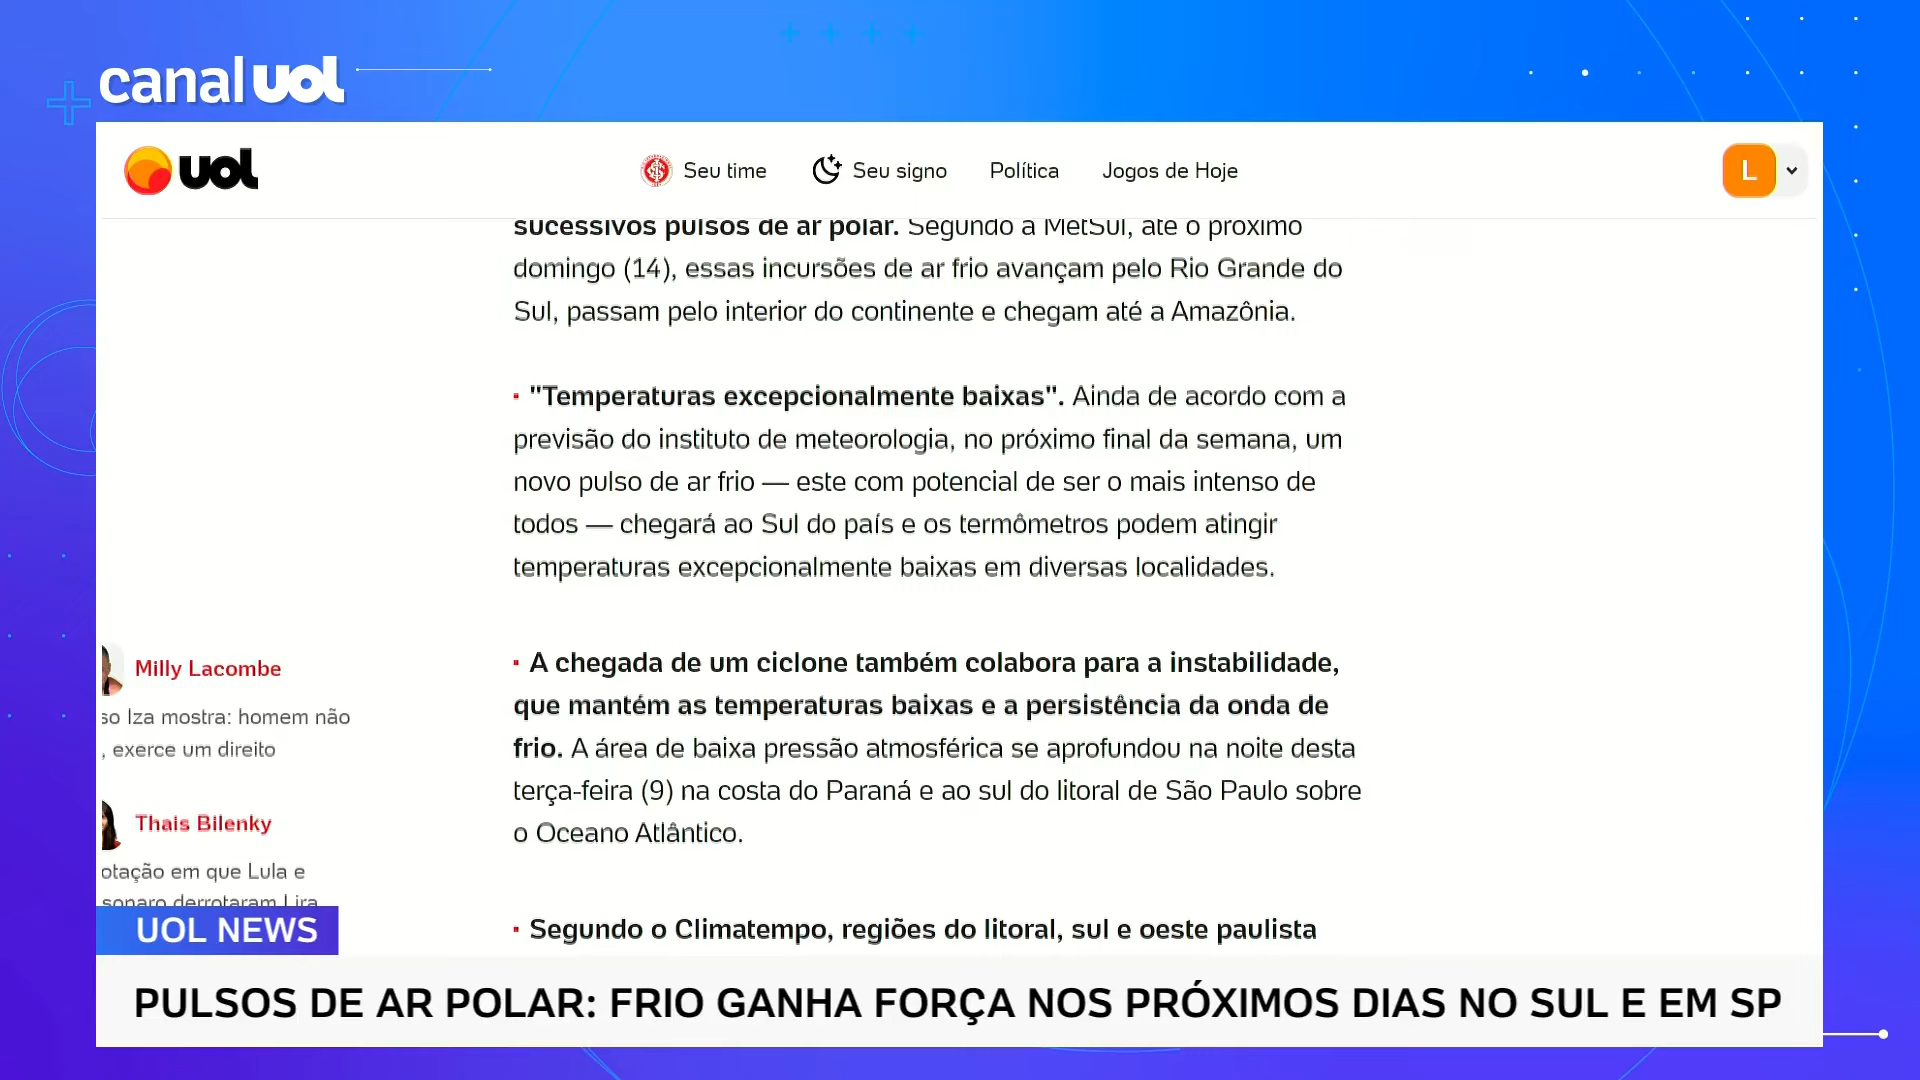 canal uol
uol
Seu time
Seu signo
Política
Jogos de Hoje
L
sucessivos pulsos de ar polar. Segundo a MetSul, até o próximo
domingo (14), essas incursões de ar frio avançam pelo Rio Grande do
Sul, passam pelo interior do continente e chegam até a Amazônia.
· "Temperaturas excepcionalmente baixas". Ainda de acordo com a
previsão do instituto de meteorologia, no próximo final da semana, um
novo pulso de ar frio — este com potencial de ser o mais intenso de
todos — chegará ao Sul do país e os termômetros podem atingir
temperaturas excepcionalmente baixas em diversas localidades.
· A chegada de um ciclone também colabora para a instabilidade,
que mantém as temperaturas baixas e a persistência da onda de
frio. A área de baixa pressão atmosférica se aprofundou na noite desta
terça-feira (9) na costa do Paraná e ao sul do litoral de São Paulo sobre
o Oceano Atlântico.
· Segundo o Climatempo, regiões do litoral, sul e oeste paulista
Milly Lacombe
so Iza mostra: homem não
, exerce um direito
Thais Bilenky
otação em que Lula e
sonaro derrotaram Lira
UOL NEWS
PULSOS DE AR POLAR: FRIO GANHA FORÇA NOS PRÓXIMOS DIAS NO SUL E EM SP